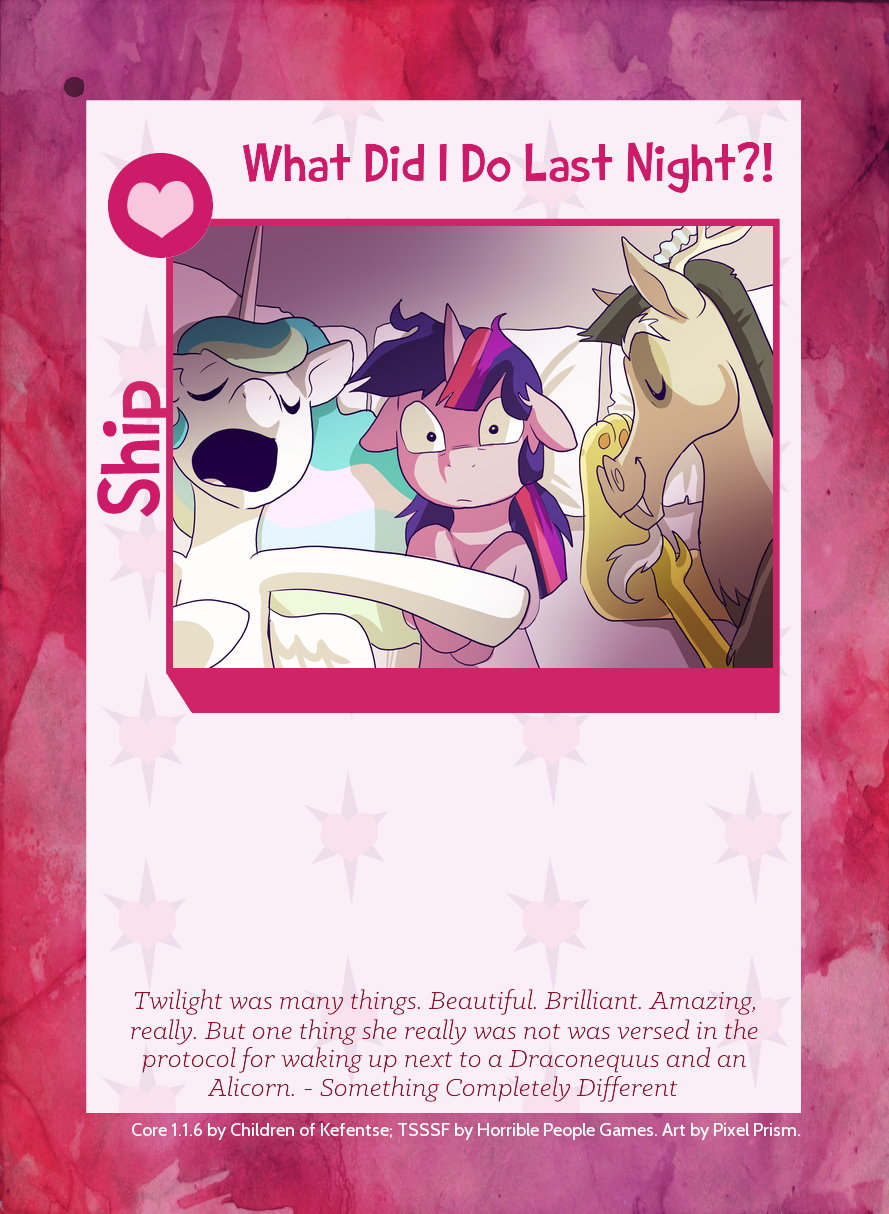 What Did I Do Last Night?!
Ship
Twilight was many things. Beautiful. Brilliant. Amazing,
really. But one thing she really was not was versed in the
protocol for waking up next to a Draconequus and an
Alicorn. - Something Completely Different
Core 1.1.6 by Children of Kefentse; TSSSF by Horrible People Games. Art by Pixel Prism.